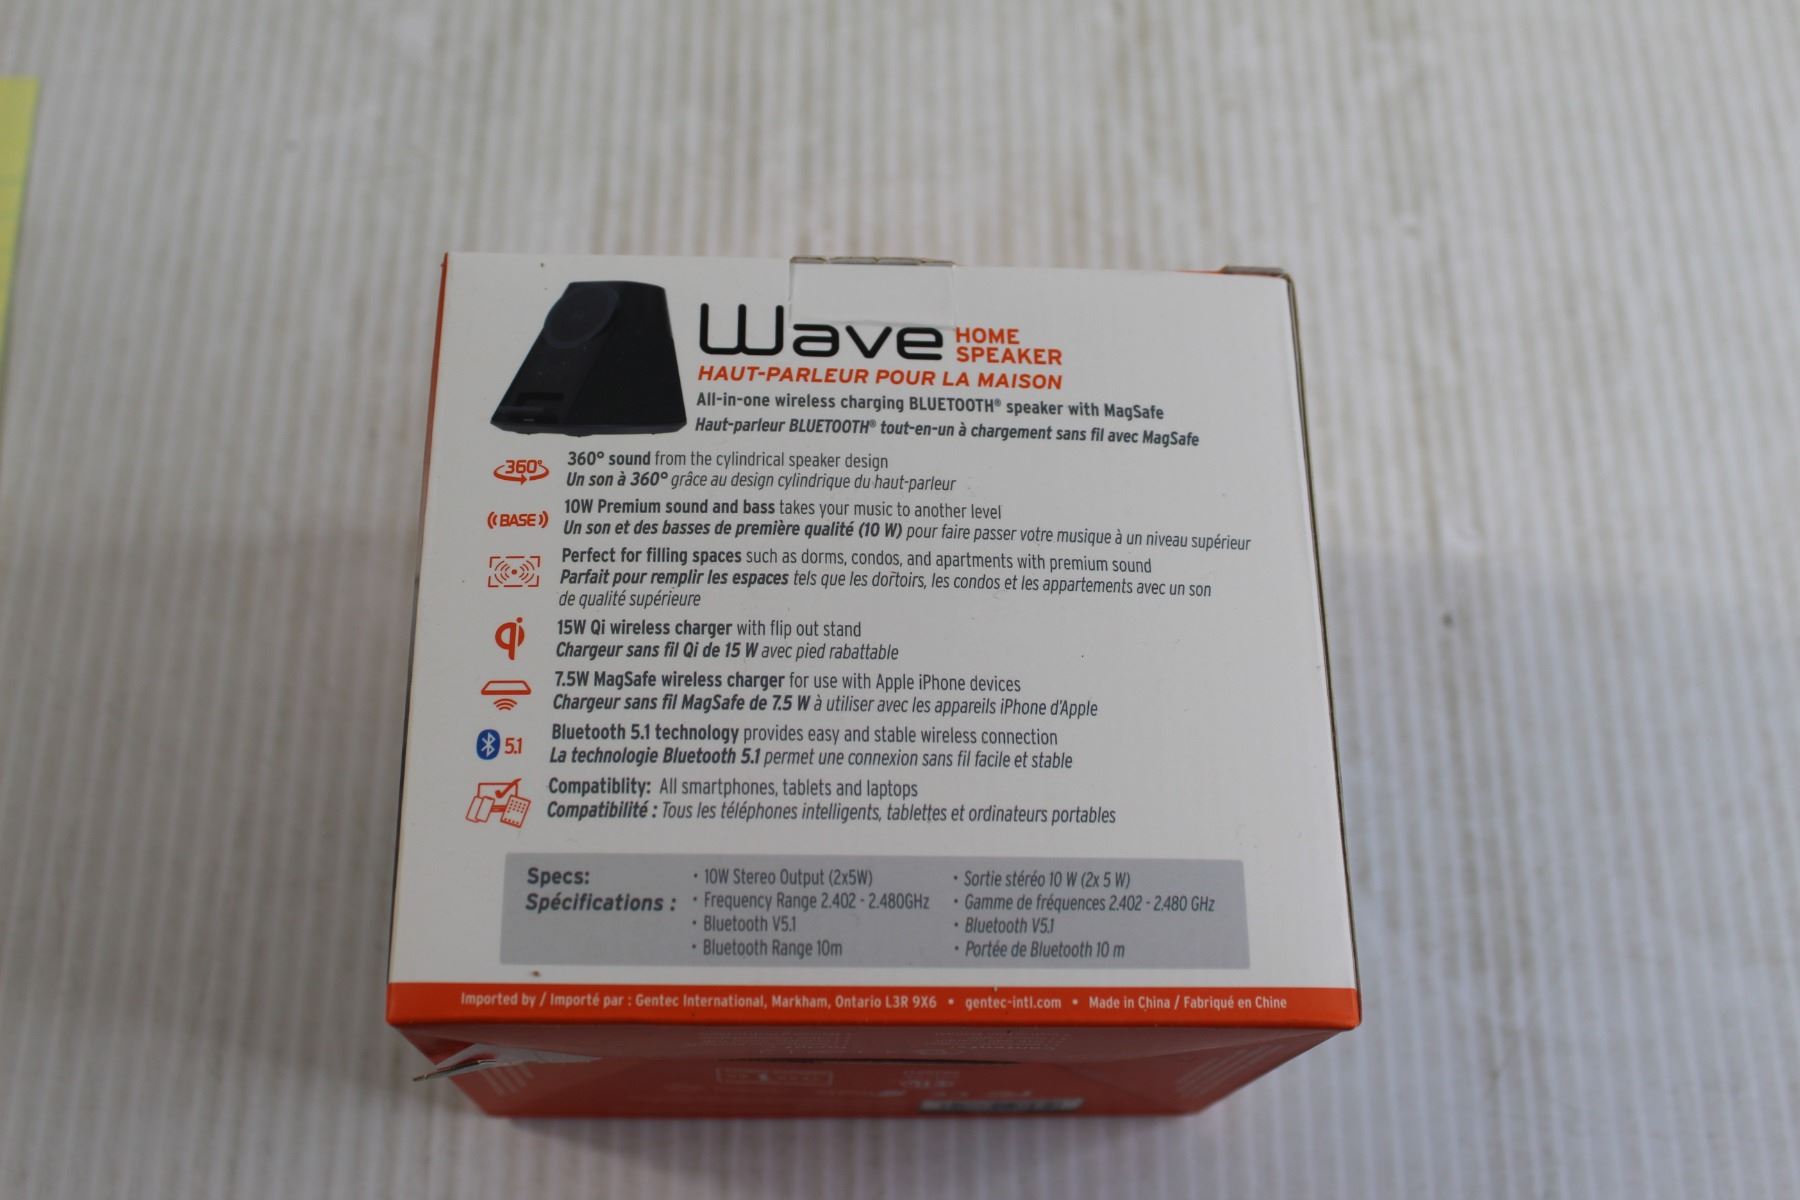 Wave HOME SPEAKER
HAUT-PARLEUR POUR LA MAISON
All-in-one wireless charging BLUETOOTH® speaker with MagSafe
Haut-parleur BLUETOOTH® tout-en-un à chargement sans fil avec MagSafe
360°
360° sound from the cylindrical speaker design
Un son à 360° grâce au design cylindrique du haut-parleur
((BASE))
10W Premium sound and bass takes your music to another level
Un son et des basses de première qualité (10 W) pour faire passer votre musique à un niveau supérieur
Perfect for filling spaces such as dorms, condos, and apartments with premium sound
Parfait pour remplir les espaces tels que les dortoirs, les condos et les appartements avec un son
de qualité supérieure
qi
15W Qi wireless charger with flip out stand
Chargeur sans fil Qi de 15 W avec pied rabattable
7.5W MagSafe wireless charger for use with Apple iPhone devices
Chargeur sans fil MagSafe de 7.5 W à utiliser avec les appareils iPhone d'Apple
5.1
Bluetooth 5.1 technology provides easy and stable wireless connection
La technologie Bluetooth 5.1 permet une connexion sans fil facile et stable
Compatiblity: All smartphones, tablets and laptops
Compatibilité : Tous les téléphones intelligents, tablettes et ordinateurs portables
Specs:
Spécifications :
• 10W Stereo Output (2x5W)
• Frequency Range 2.402 - 2.480GHz
• Bluetooth V5.1
• Bluetooth Range 10m
• Sortie stéréo 10 W (2x 5 W)
• Gamme de fréquences 2.402 - 2.480 GHz
• Bluetooth V5.1
• Portée de Bluetooth 10 m
Imported by / Importé par : Gentec International, Markham, Ontario L3R 9X6 • gentec-intl.com • Made in China / Fabriqué en Chine